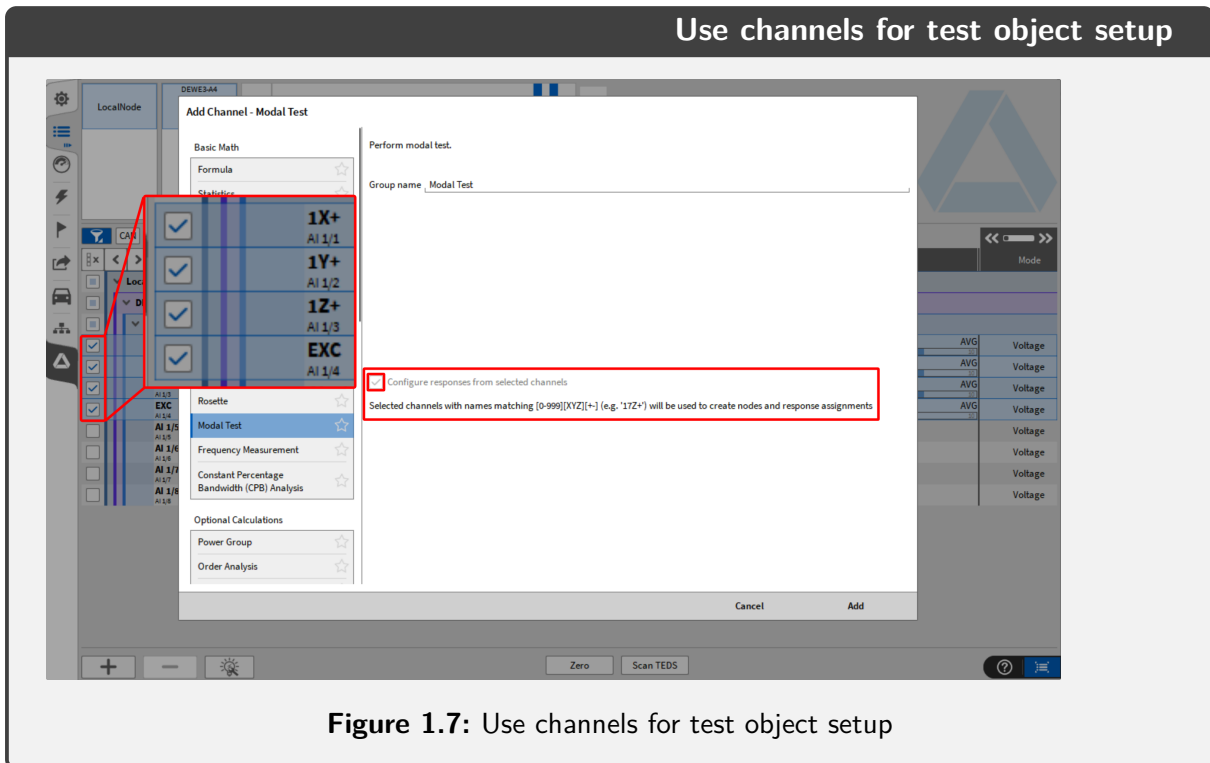 Use channels for test object setup
LocalNode
DEWE3-A4
Add Channel - Modal Test
Basic Math
Formula
Statistics
Perform modal test.
Group name Modal Test
CAN
Mode
1X+
AI 1/1
1Y+
AI 1/2
1Z+
AI 1/3
EXC
AI 1/4
AVG
Voltage
AVG
Voltage
AVG
Voltage
AVG
Voltage
Voltage
Voltage
Voltage
Voltage
AI 1/3
EXC
AI 1/4
AI 1/5
AI 1/6
AI 1/7
AI 1/7
Configure responses from selected channels
Selected channels with names matching [0-999][XYZ][+-] (e.g. '17Z+') will be used to create nodes and response assignments
Rosette
Modal Test
Frequency Measurement
Constant Percentage
Bandwidth (CPB) Analysis
Optional Calculations
Power Group
Order Analysis
Cancel
Add
Zero
Scan TEDS
Figure 1.7: Use channels for test object setup